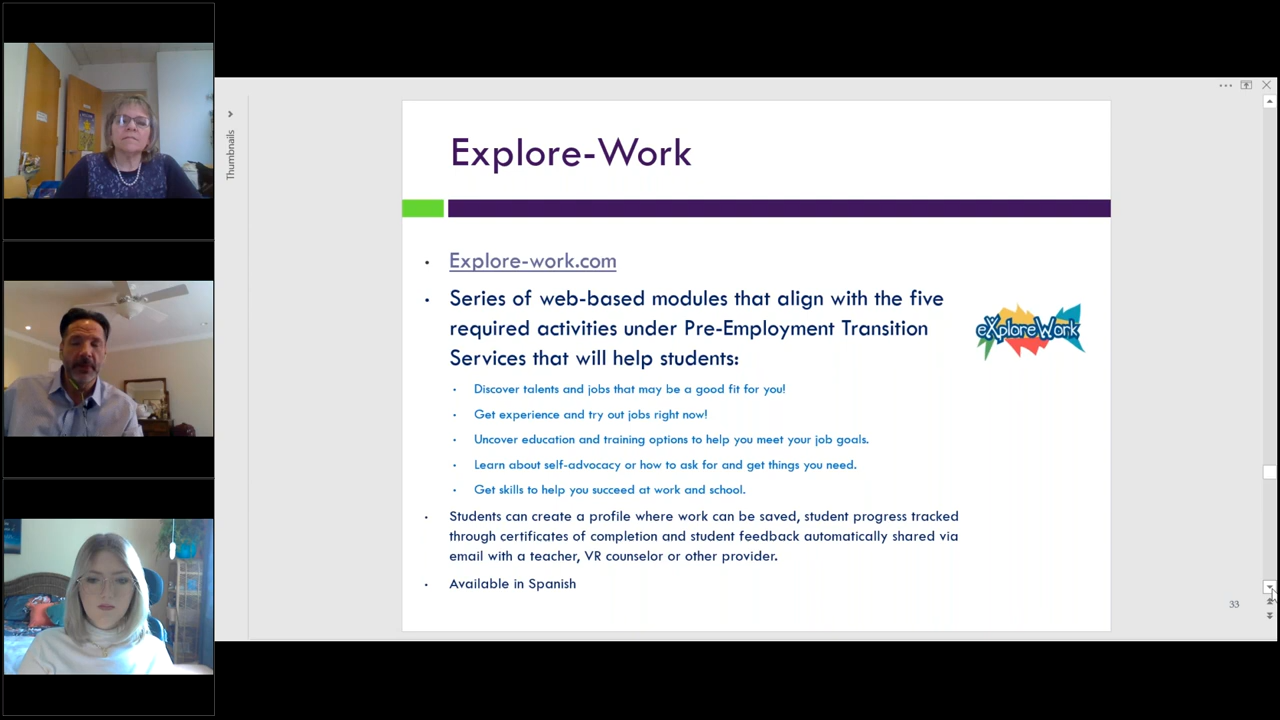 Thumbnails
Explore-Work
Explore-work.com
Series of web-based modules that align with the five
required activities under Pre-Employment Transition
Services that will help students:
eXploreWork
Discover talents and jobs that may be a good fit for you!
Get experience and try out jobs right now!
Uncover education and training options to help you meet your job goals.
Learn about self-advocacy or how to ask for and get things you need.
Get skills to help you succeed at work and school.
Students can create a profile where work can be saved, student progress tracked
through certificates of completion and student feedback automatically shared via
email with a teacher, VR counselor or other provider.
Available in Spanish
33